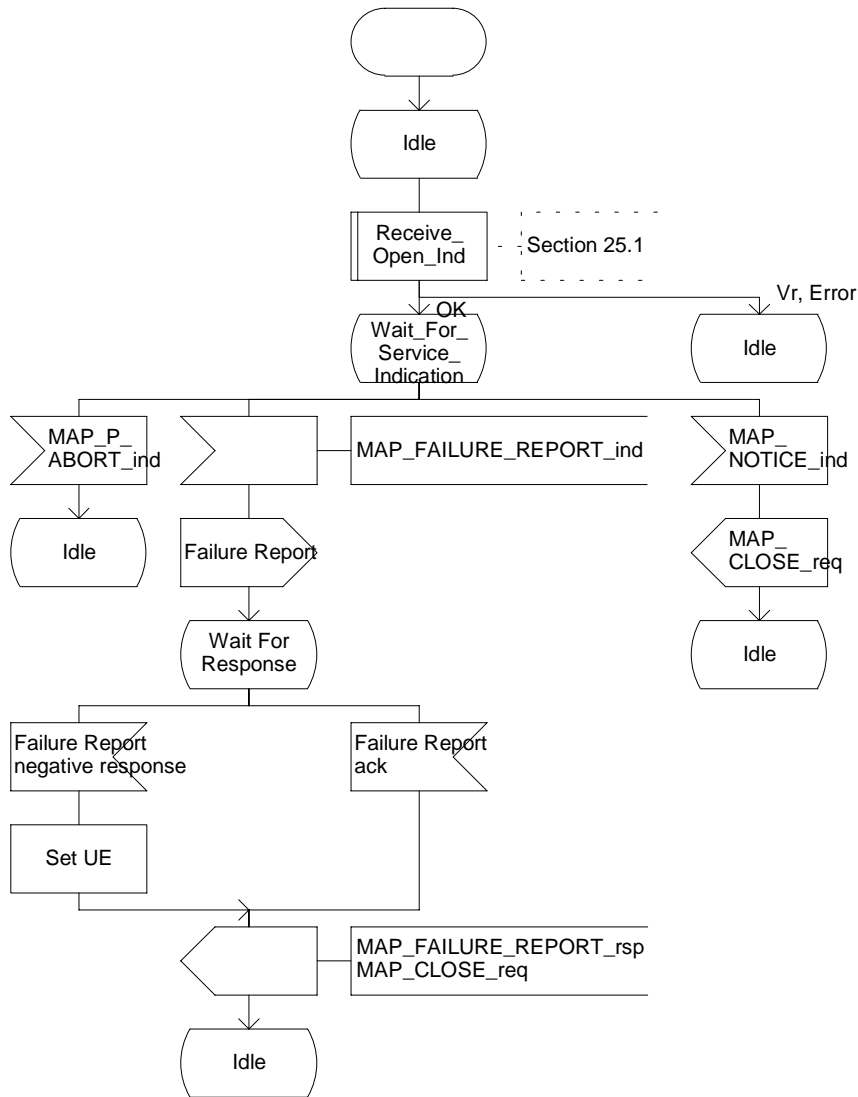 Idle
Receive_
Open_Ind
Section 25.1
Vr, Error
OK
Wait_For_
Service_
Indication
Idle
MAP_P_
ABORT_ind
MAP_FAILURE_REPORT_ind
MAP_
NOTICE_ind
Idle
Failure Report
MAP_
CLOSE_req
Wait For
Response
Idle
Failure Report
negative response
Failure Report
ack
Set UE
MAP_FAILURE_REPORT_rsp
MAP_CLOSE_req
Idle